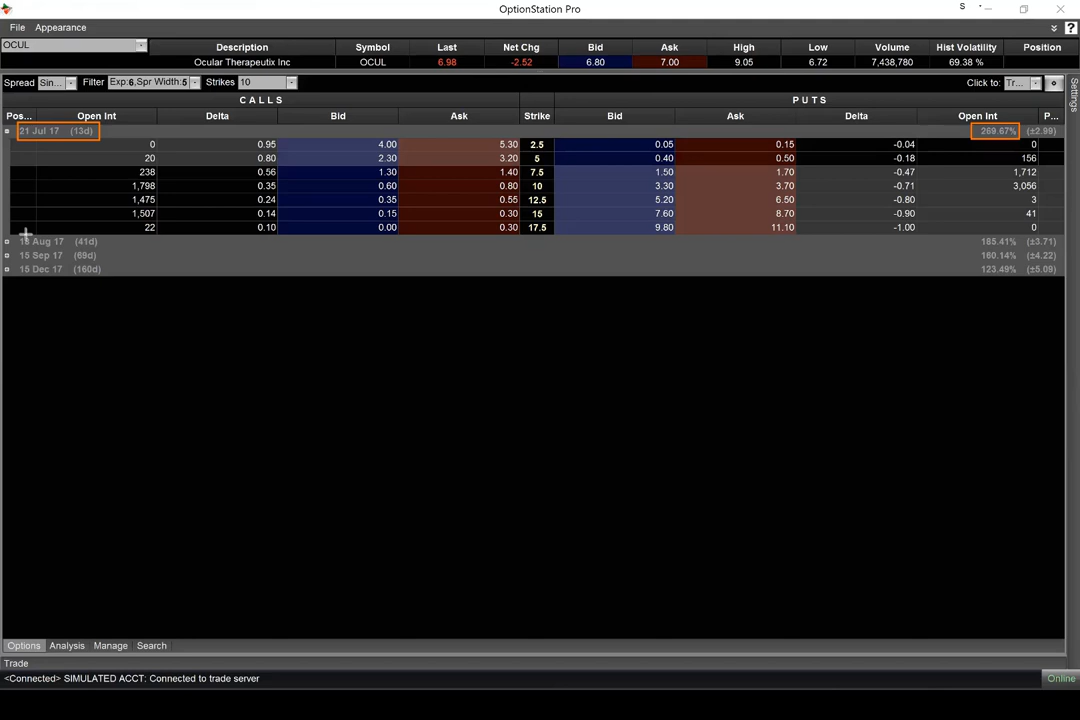 OptionStation Pro S
File Appearance ?
OCUL Description Symbol Last Net Chg Bid Ask High Low Volume Hist Volatility Position
Ocular Therapeutix Inc OCUL 6.98 -2.52 6.80 7.00 9.05 6.72 7,438,780 69.38 %
Spread Sin... Filter Exp:6,Spr Width:5 Strikes 10 Click to: Tr... Settings
CALLS PUTS
Pos... Open Int Delta Bid Ask Strike Bid Ask Delta Open Int P...
21 Jul 17 (13d) 269.67% (±2.99)
0 0.95 4.00 5.30 2.5 0.05 0.15 -0.04 0
20 0.80 2.30 3.20 5 0.40 0.50 -0.18 156
238 0.56 1.30 1.40 7.5 1.50 1.70 -0.47 1,712
1,798 0.35 0.60 0.80 10 3.30 3.70 -0.71 3,056
1,475 0.24 0.35 0.55 12.5 5.20 6.50 -0.80 3
1,507 0.14 0.15 0.30 15 7.60 8.70 -0.90 41
22 0.10 0.00 0.30 17.5 9.80 11.10 -1.00 0
Aug 17 (41d) 185.41% (±3.71)
15 Sep 17 (69d) 160.14% (±4.22)
15 Dec 17 (160d) 123.49% (±5.09)
Options Analysis Manage Search
Trade
<Connected> SIMULATED ACCT: Connected to trade server Online